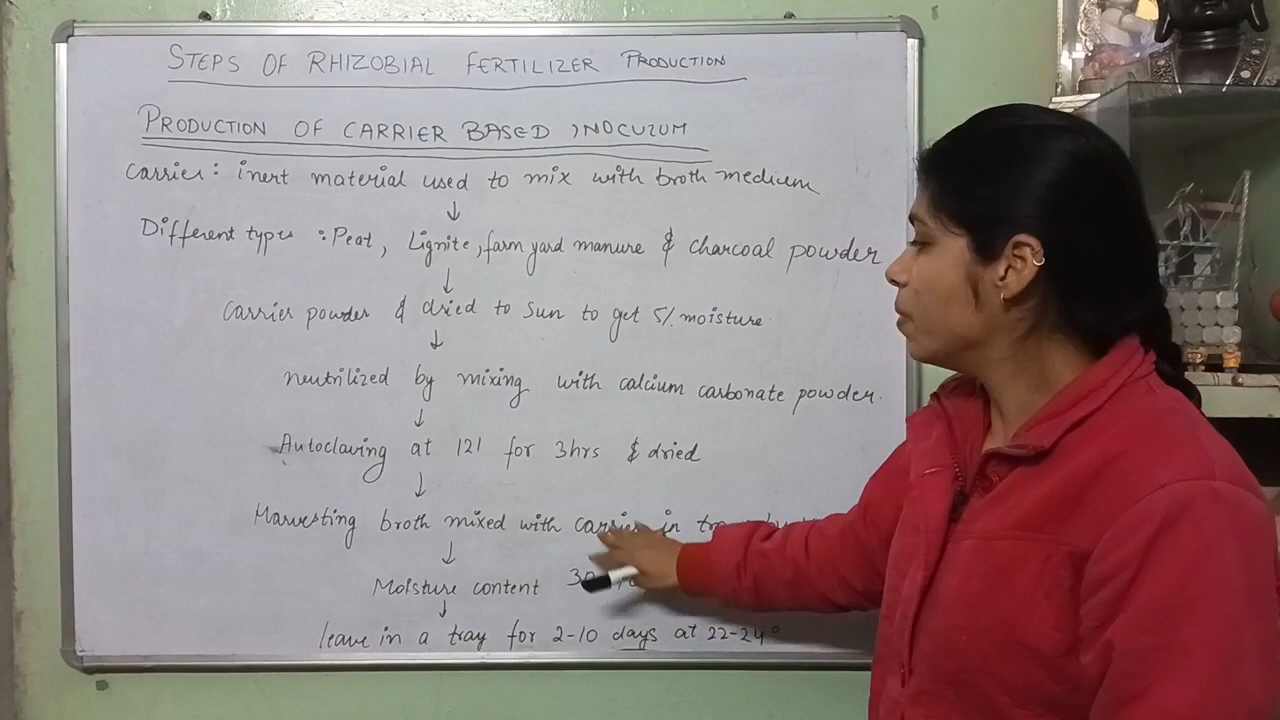 STEPS OF RHIZOBIAL FERTILIZER PRODUCTION
PRODUCTION OF CARRIER BASED INOCUZUM
Carrier: inert material used to mix with broth medium
↓
Different types : Peat, Lignite, farm yard manure & charcoal powder
↓
Carrier powder & dried to sun to get 5% moisture
↓
Neutrilized by mixing with calcium carbonate powder.
↓
Autoclaving at 121 for 3hrs & dried
↓
Harvesting broth mixed with carrier in
↓
Moisture content
↓
leave in a tray for 2-10 days at 22-24°